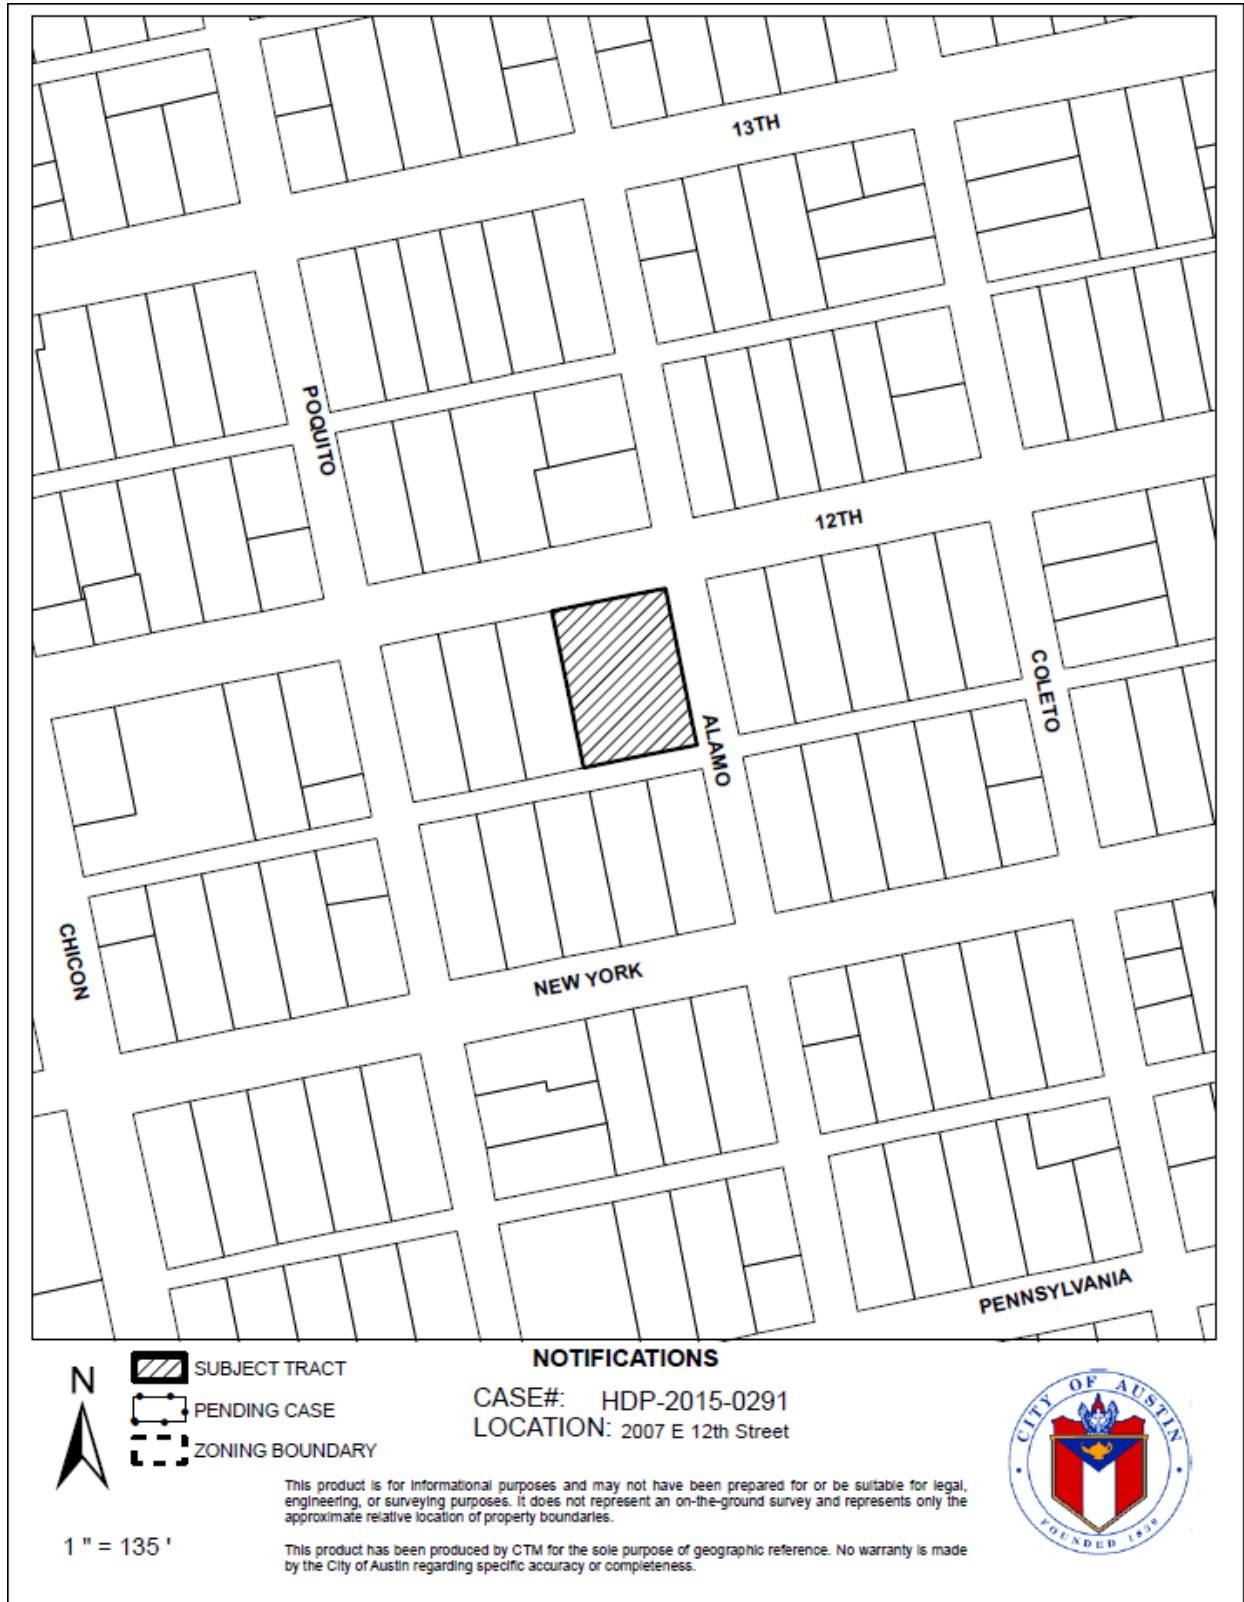 13TH
POQUITO
12TH
COLETO
ALAMO
CHICON
NEW YORK
PENNSYLVANIA
N
SUBJECT TRACT
PENDING CASE
ZONING BOUNDARY
1 " = 135 '
NOTIFICATIONS
CASE#: HDP-2015-0291
LOCATION: 2007 E 12th Street
This product is for informational purposes and may not have been prepared for or be suitable for legal,
engineering, or surveying purposes. It does not represent an on-the-ground survey and represents only the
approximate relative location of property boundaries.
This product has been produced by CTM for the sole purpose of geographic reference. No warranty is made
by the City of Austin regarding specific accuracy or completeness.
CITY OF AUSTIN
FOUNDED 1839